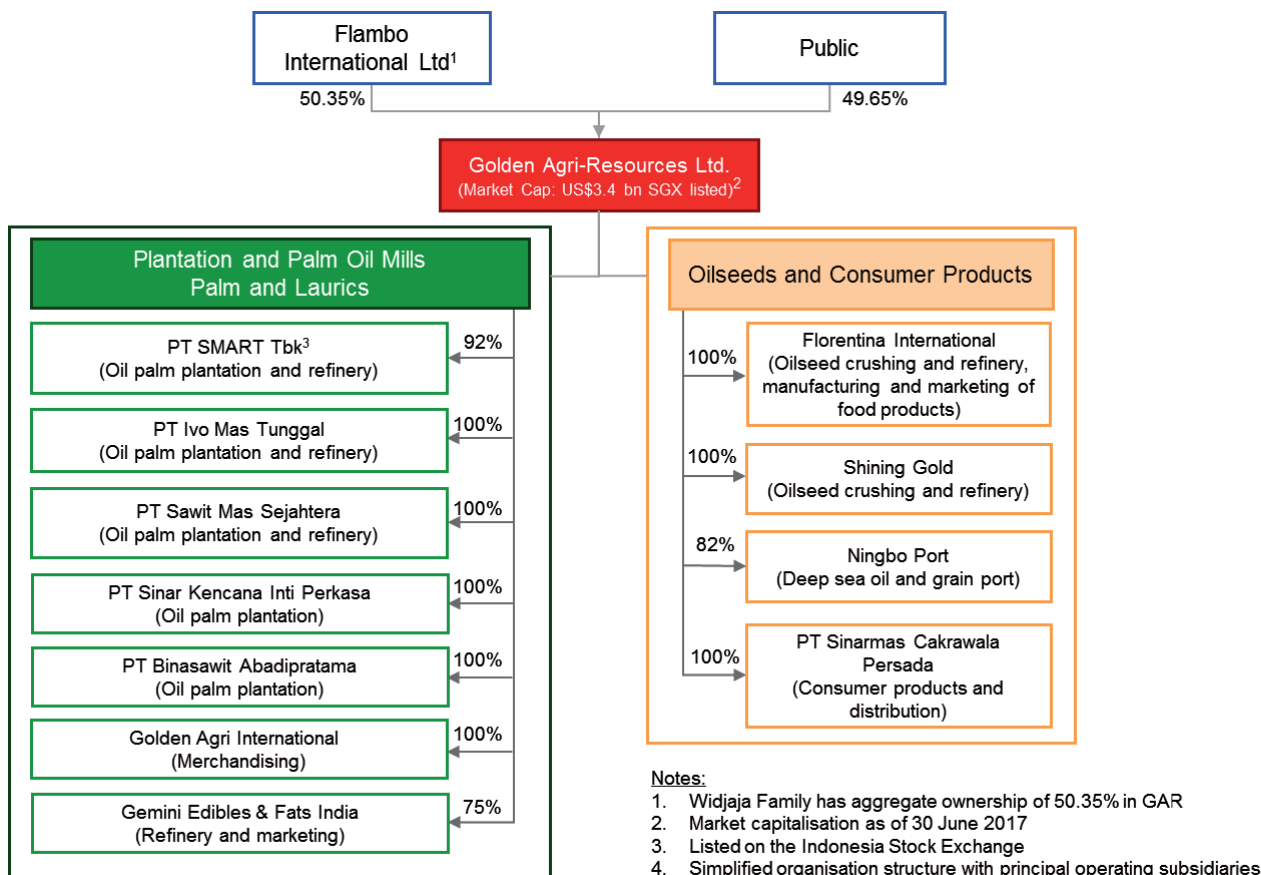 Flambo
International Ltd¹
Public
50.35%
49.65%
Golden Agri-Resources Ltd.
(Market Cap: US$3.4 bn SGX listed)²
Plantation and Palm Oil Mills
Palm and Laurics
PT SMART Tbk³
(Oil palm plantation and refinery)
92%
PT Ivo Mas Tunggal
(Oil palm plantation and refinery)
100%
PT Sawit Mas Sejahtera
(Oil palm plantation and refinery)
100%
PT Sinar Kencana Inti Perkasa
(Oil palm plantation)
100%
PT Binasawit Abadipratama
(Oil palm plantation)
100%
Golden Agri International
(Merchandising)
100%
Gemini Edibles & Fats India
(Refinery and marketing)
75%
Oilseeds and Consumer Products
100%
Florentina International
(Oilseed crushing and refinery,
manufacturing and marketing of
food products)
100%
Shining Gold
(Oilseed crushing and refinery)
82%
Ningbo Port
(Deep sea oil and grain port)
100%
PT Sinarmas Cakrawala
Persada
(Consumer products and
distribution)
Notes:
1. Widjaja Family has aggregate ownership of 50.35% in GAR
2. Market capitalisation as of 30 June 2017
3. Listed on the Indonesia Stock Exchange
4. Simplified organisation structure with principal operating subsidiaries